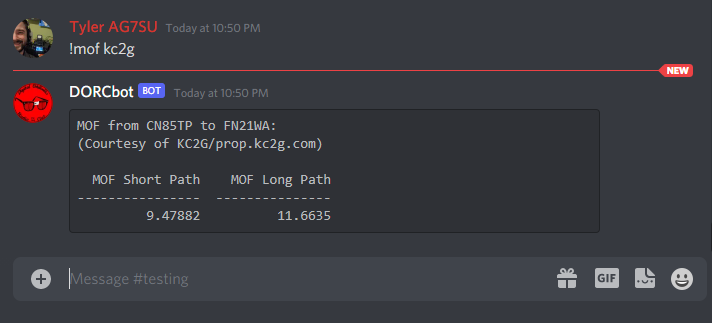 Tyler AG7SU Today at 10:50 PM
!mof kc2g
NEW
DORCbot BOT Today at 10:50 PM
MOF from CN85TP to FN21WA:
(Courtesy of KC2G/prop.kc2g.com)
MOF Short Path MOF Long Path
---------------- ---------------
9.47882 11.6635
Message #testing
GIF